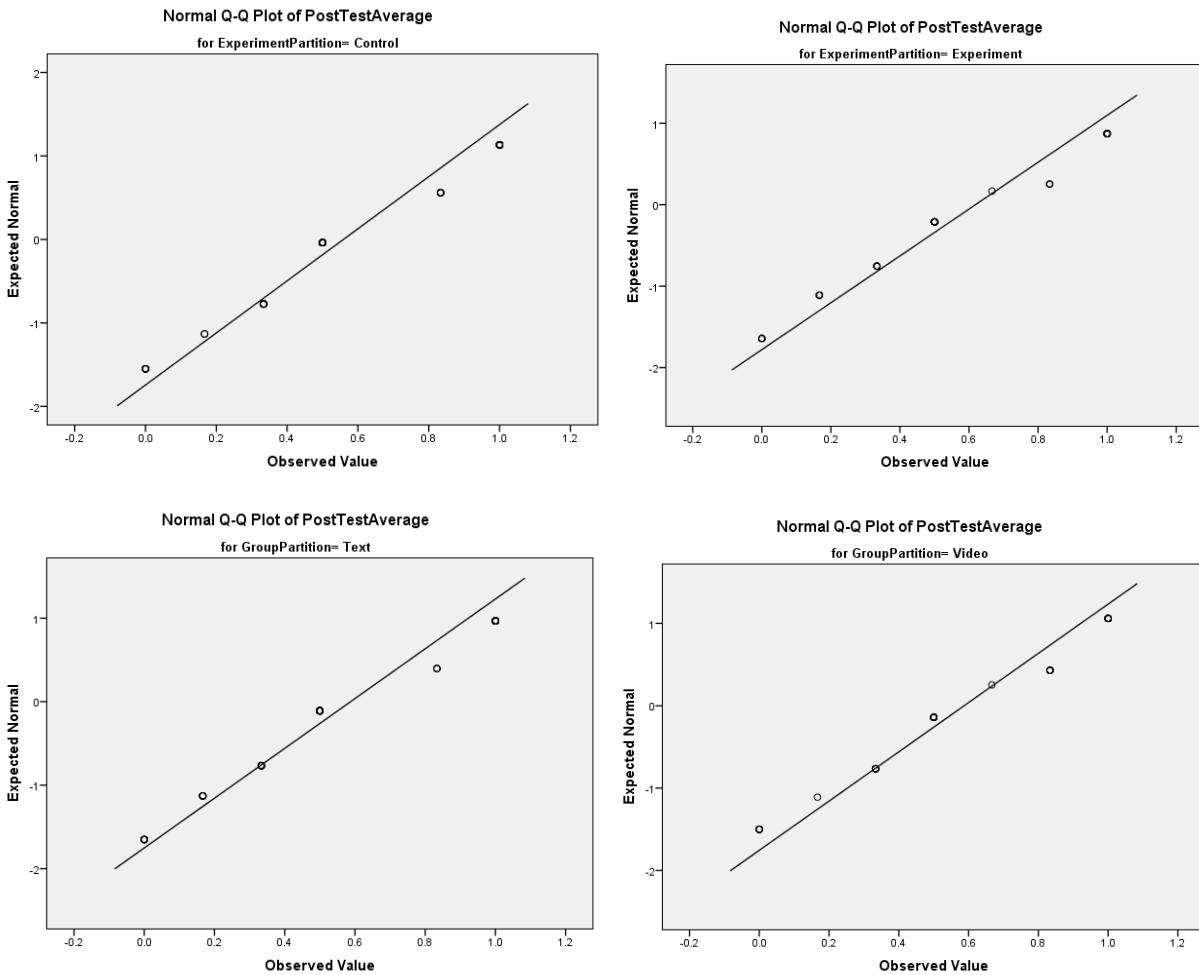 Normal Q-Q Plot of PostTestAverage
for ExperimentPartition= Control
2
1
0
-1
-2
Expected Normal
-0.2 0.0 0.2 0.4 0.6 0.8 1.0 1.2
Observed Value
Normal Q-Q Plot of PostTestAverage
for ExperimentPartition= Experiment
1
0
-1
-2
Expected Normal
-0.2 0.0 0.2 0.4 0.6 0.8 1.0 1.2
Observed Value
Normal Q-Q Plot of PostTestAverage
for GroupPartition= Text
1
0
-1
-2
Expected Normal
-0.2 0.0 0.2 0.4 0.6 0.8 1.0 1.2
Observed Value
Normal Q-Q Plot of PostTestAverage
for GroupPartition= Video
1
0
-1
-2
Expected Normal
-0.2 0.0 0.2 0.4 0.6 0.8 1.0 1.2
Observed Value